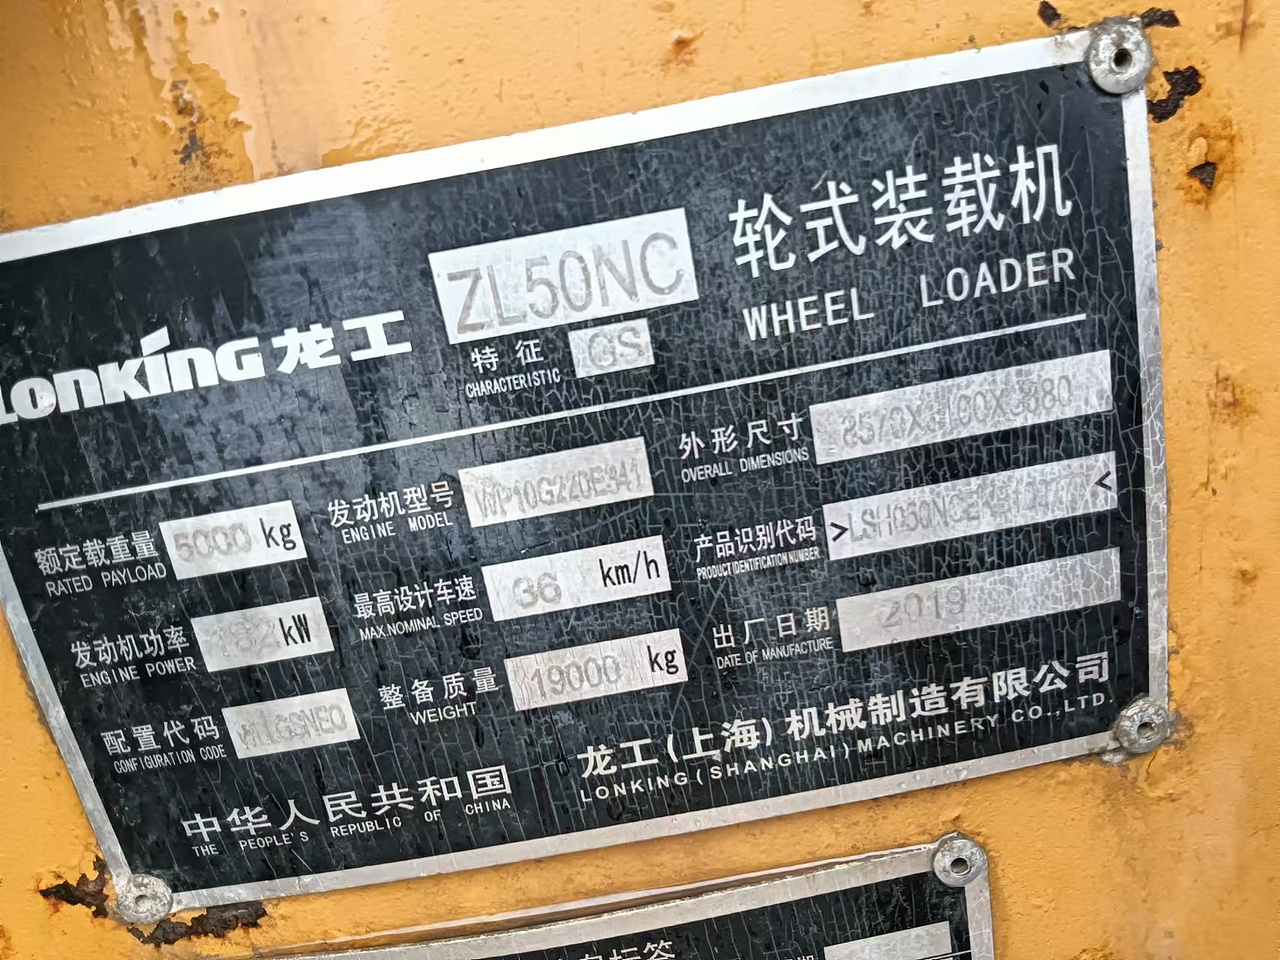 LONKING 龙工
ZL50NC
轮式装载机
WHEEL LOADER
特征 GS
CHARACTERISTIC
额定载重量 5000 kg
RATED PAYLOAD
发动机型号 WP10G220E341
ENGINE MODEL
外形尺寸
OVERALL DIMENSIONS
发动机功率 162 kW
ENGINE POWER
最高设计车速 36 km/h
MAX.NOMINAL SPEED
产品识别代码
PRODUCT IDENTIFICATION NUMBER
配置代码
CONFIGURATION CODE
整备质量 19000 kg
WEIGHT
出厂日期 2019
DATE OF MANUFACTURE
中华人民共和国
THE PEOPLE'S REPUBLIC OF CHINA
龙工(上海)机械制造有限公司
LONKING(SHANGHAI)MACHINERY CO.,LTD.